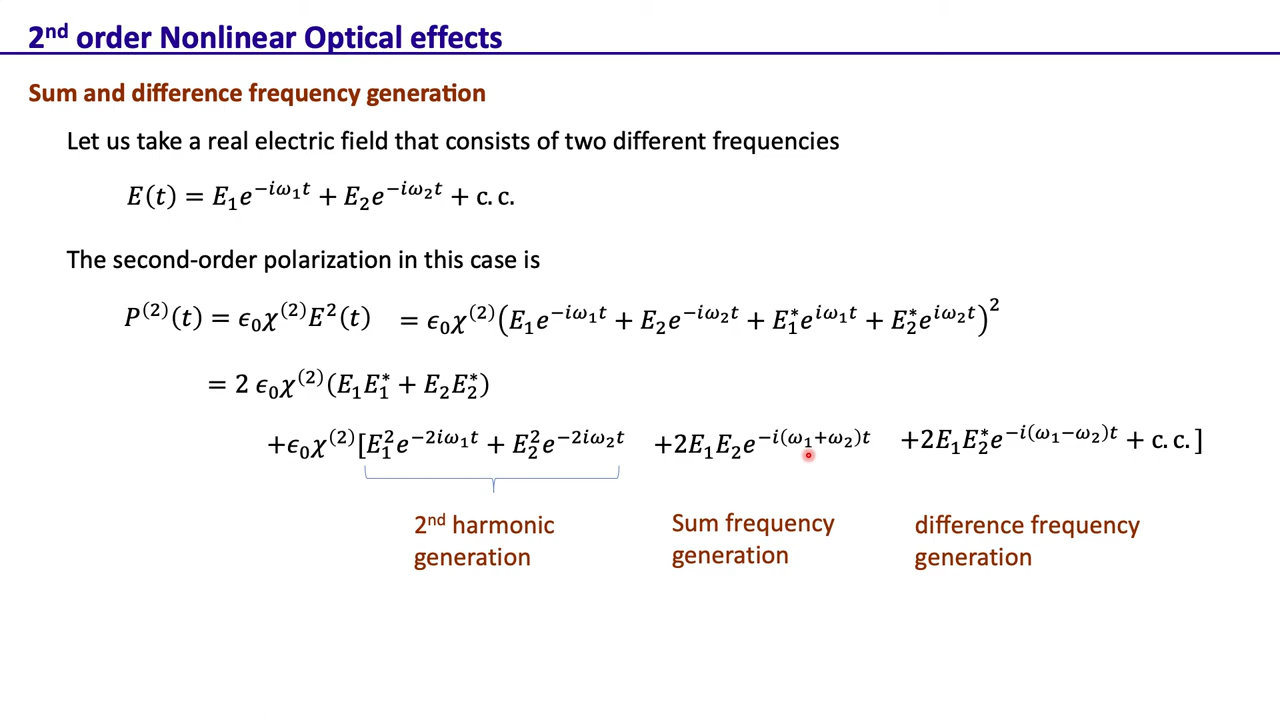 2nd order Nonlinear Optical effects
Sum and difference frequency generation
Let us take a real electric field that consists of two different frequencies
E(t) = E₁e^{−iω₁t} + E₂e^{−iω₂t} + c.c.
The second-order polarization in this case is
P⁽²⁾(t) = ϵ₀χ⁽²⁾E²(t) = ϵ₀χ⁽²⁾(E₁e^{−iω₁t} + E₂e^{−iω₂t} + E₁*e^{iω₁t} + E₂*e^{iω₂t})²
= 2 ϵ₀χ⁽²⁾(E₁E₁* + E₂E₂*)
+ϵ₀χ⁽²⁾[E₁²e^{−2iω₁t} + E₂²e^{−2iω₂t} +2E₁E₂e^{−i(ω₁+ω₂)t} +2E₁E₂*e^{−i(ω₁−ω₂)t} + c.c.]
2nd harmonic
generation
Sum frequency
generation
difference frequency
generation